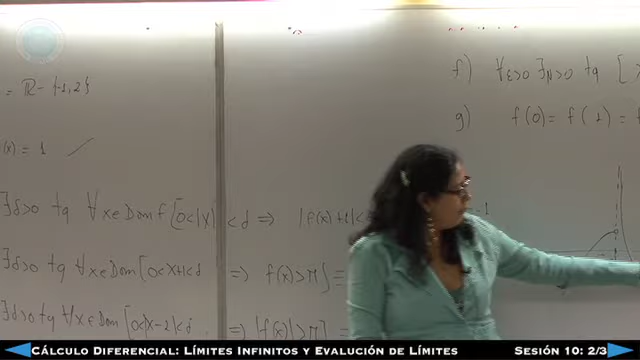 = ℝ - {-1,2}
(x) = 1
∃δ>0 tq ∀x∈Dom f [0<|x| <δ ⇒ |f(x)+1|<
∃δ>0 tq ∀x∈Dom [0<x+1<δ ⇒ f(x)>M] =
∃δ>0 tq ∀x∈Dom [0<|x-2|<δ ⇒ |f(x)|>M] =
f) ∀ε>0 ∃N>0 tq [
g) f(0) = f(1) =
CÁLCULO DIFERENCIAL: LÍMITES INFINITOS Y EVALUCIÓN DE LÍMITES
SESIÓN 10: 2/3